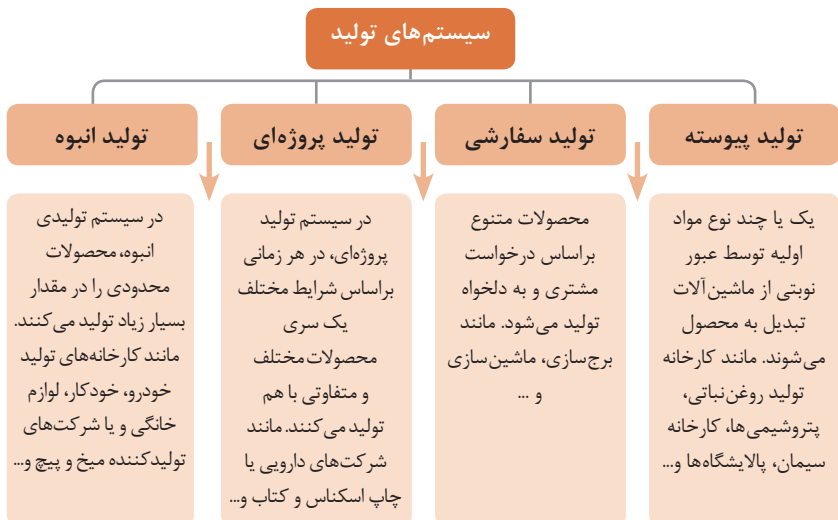 سیستم‌های تولید
تولید پیوسته
یک یا چند نوع مواد
اولیه توسط عبور
نوبتی از ماشین‌آلات
تبدیل به محصول
می‌شوند. مانند کارخانه
تولید روغن‌نباتی،
پتروشیمی‌ها، کارخانه
سیمان، پالایشگاه‌ها و...
تولید سفارشی
محصولات متنوع
براساس درخواست
مشتری و به دلخواه
تولید می‌شود. مانند
برج‌سازی، ماشین‌سازی
و ...
تولید پروژه‌ای
در سیستم تولید
پروژه‌ای، در هر زمانی
براساس شرایط مختلف
یک سری
محصولات مختلف
و متفاوتی با هم
تولید می‌کنند. مانند
شرکت‌های دارویی یا
چاپ اسکناس و کتاب و...
تولید انبوه
در سیستم تولیدی
انبوه، محصولات
محدودی را در مقدار
بسیار زیاد تولید می‌کنند.
مانند کارخانه‌های تولید
خودرو، خودکار، لوازم
خانگی و یا شرکت‌های
تولیدکننده میخ و پیچ و...